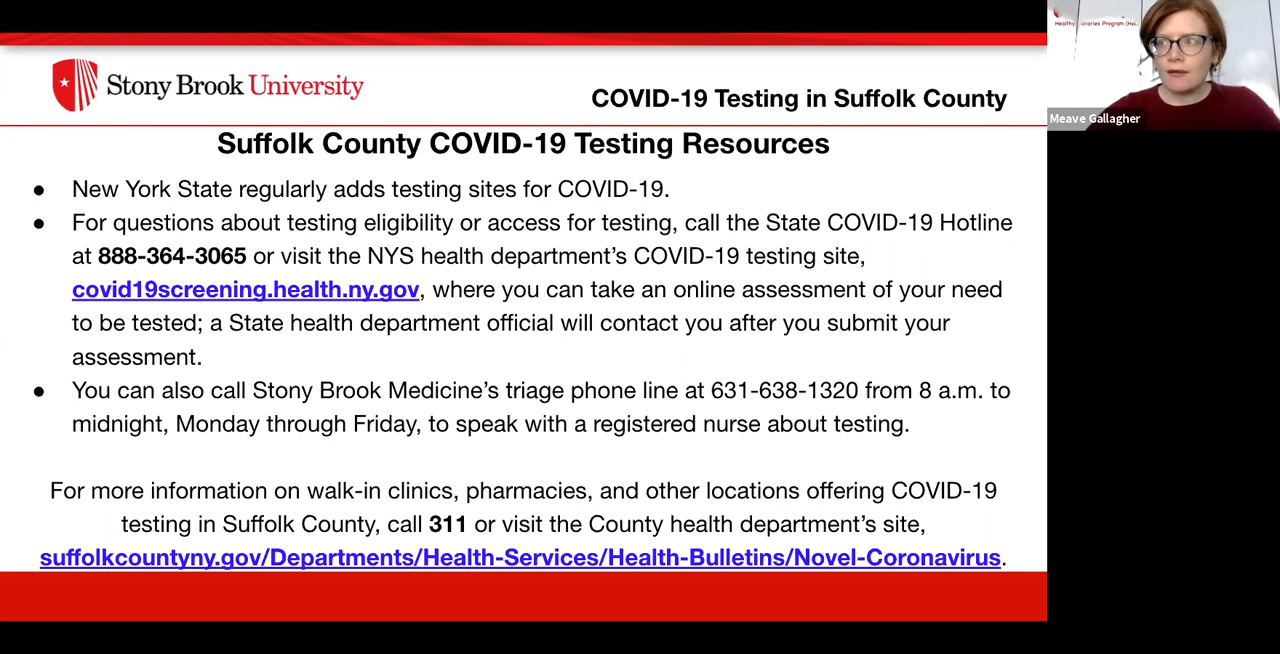 Stony Brook University
COVID-19 Testing in Suffolk County
Suffolk County COVID-19 Testing Resources
● New York State regularly adds testing sites for COVID-19.
● For questions about testing eligibility or access for testing, call the State COVID-19 Hotline
at 888-364-3065 or visit the NYS health department’s COVID-19 testing site,
covid19screening.health.ny.gov, where you can take an online assessment of your need
to be tested; a State health department official will contact you after you submit your
assessment.
● You can also call Stony Brook Medicine’s triage phone line at 631-638-1320 from 8 a.m. to
midnight, Monday through Friday, to speak with a registered nurse about testing.
For more information on walk-in clinics, pharmacies, and other locations offering COVID-19
testing in Suffolk County, call 311 or visit the County health department’s site,
suffolkcountyny.gov/Departments/Health-Services/Health-Bulletins/Novel-Coronavirus.
Healthy Program
Meave Gallagher